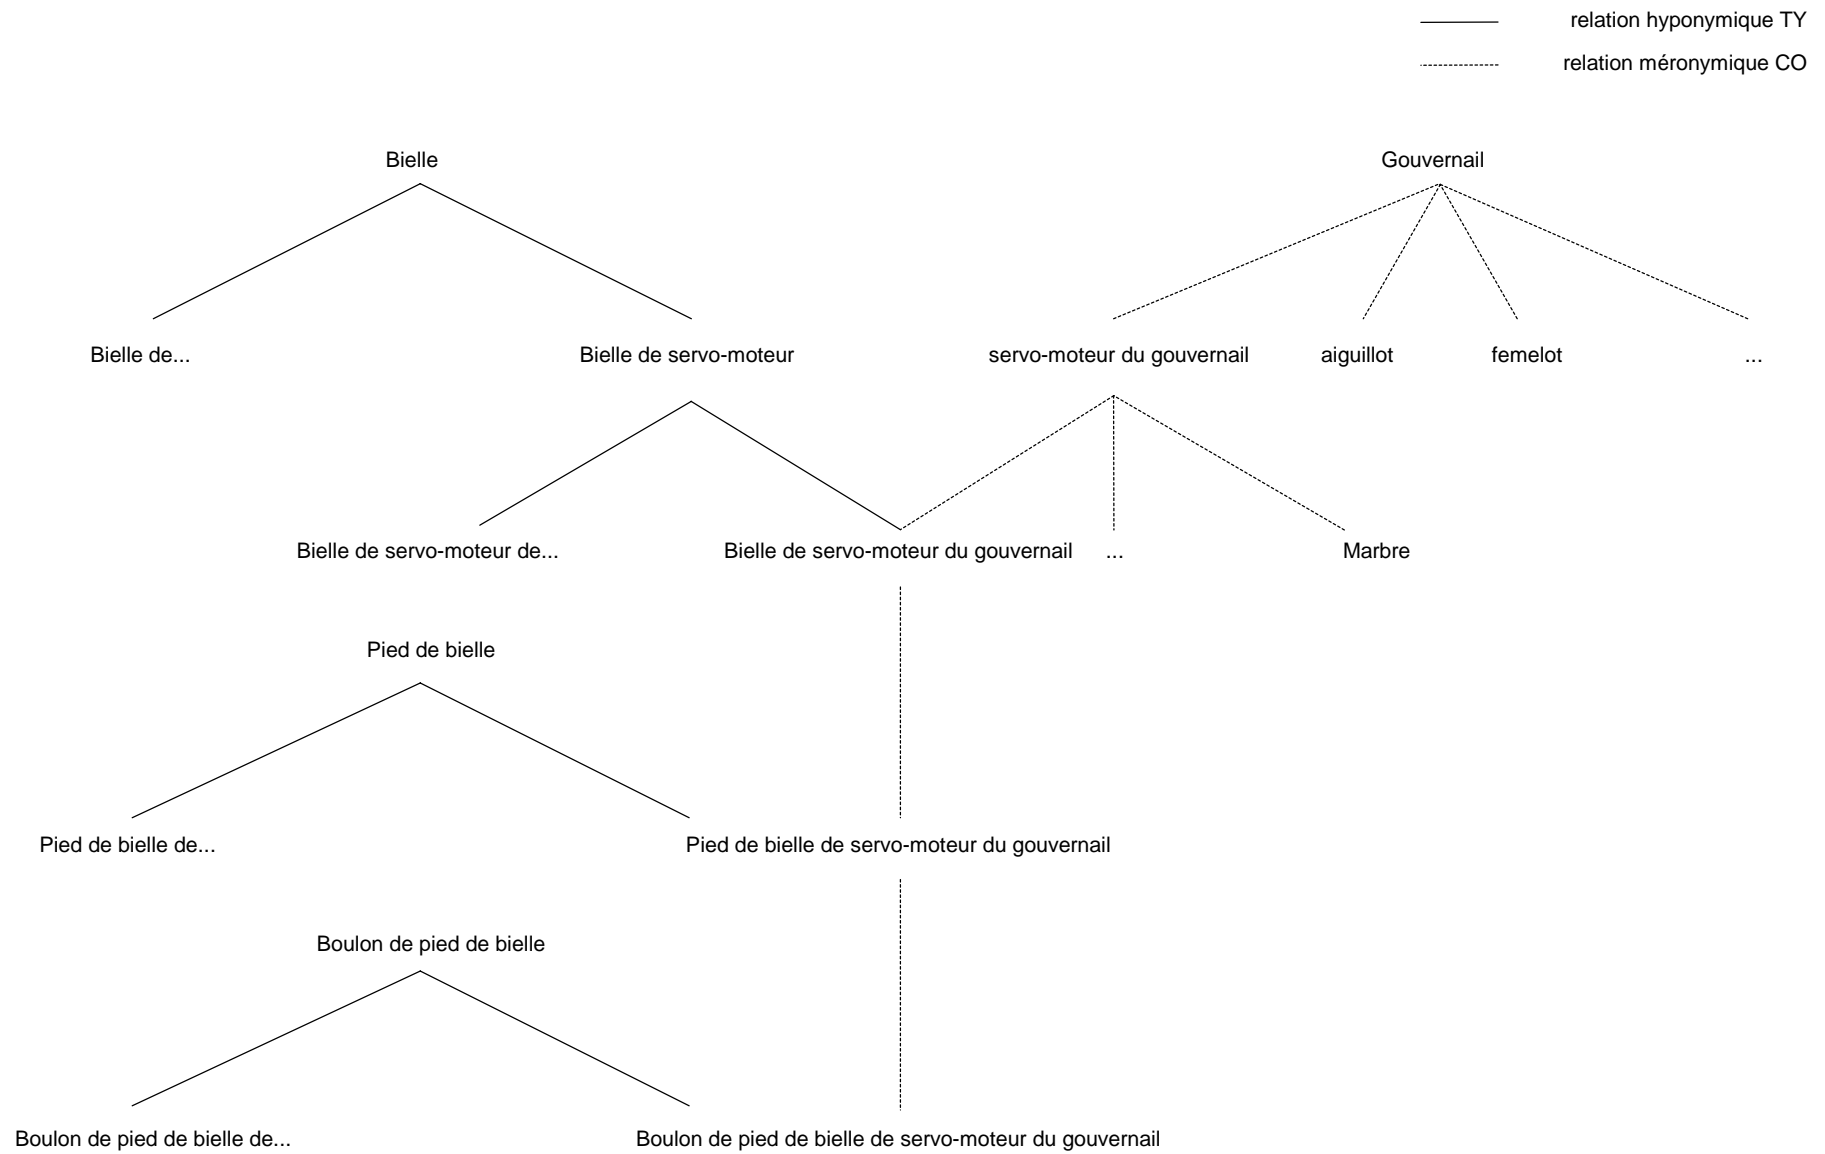 relation hyponymique TY
relation méronymique CO
Bielle
Gouvernail
Bielle de...
Bielle de servo-moteur
servo-moteur du gouvernail
aiguillot
femelot
...
Bielle de servo-moteur de...
Bielle de servo-moteur du gouvernail
...
Marbre
Pied de bielle
Pied de bielle de...
Pied de bielle de servo-moteur du gouvernail
Boulon de pied de bielle
Boulon de pied de bielle de...
Boulon de pied de bielle de servo-moteur du gouvernail